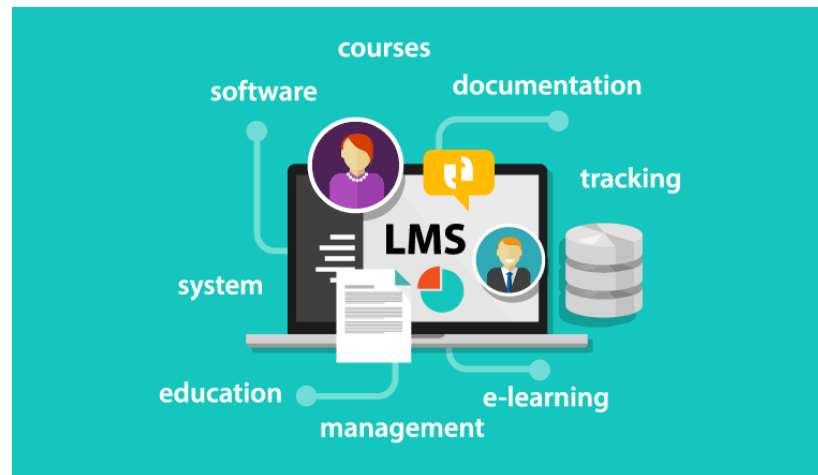 courses
software
documentation
tracking
LMS
system
education
e-learning
management